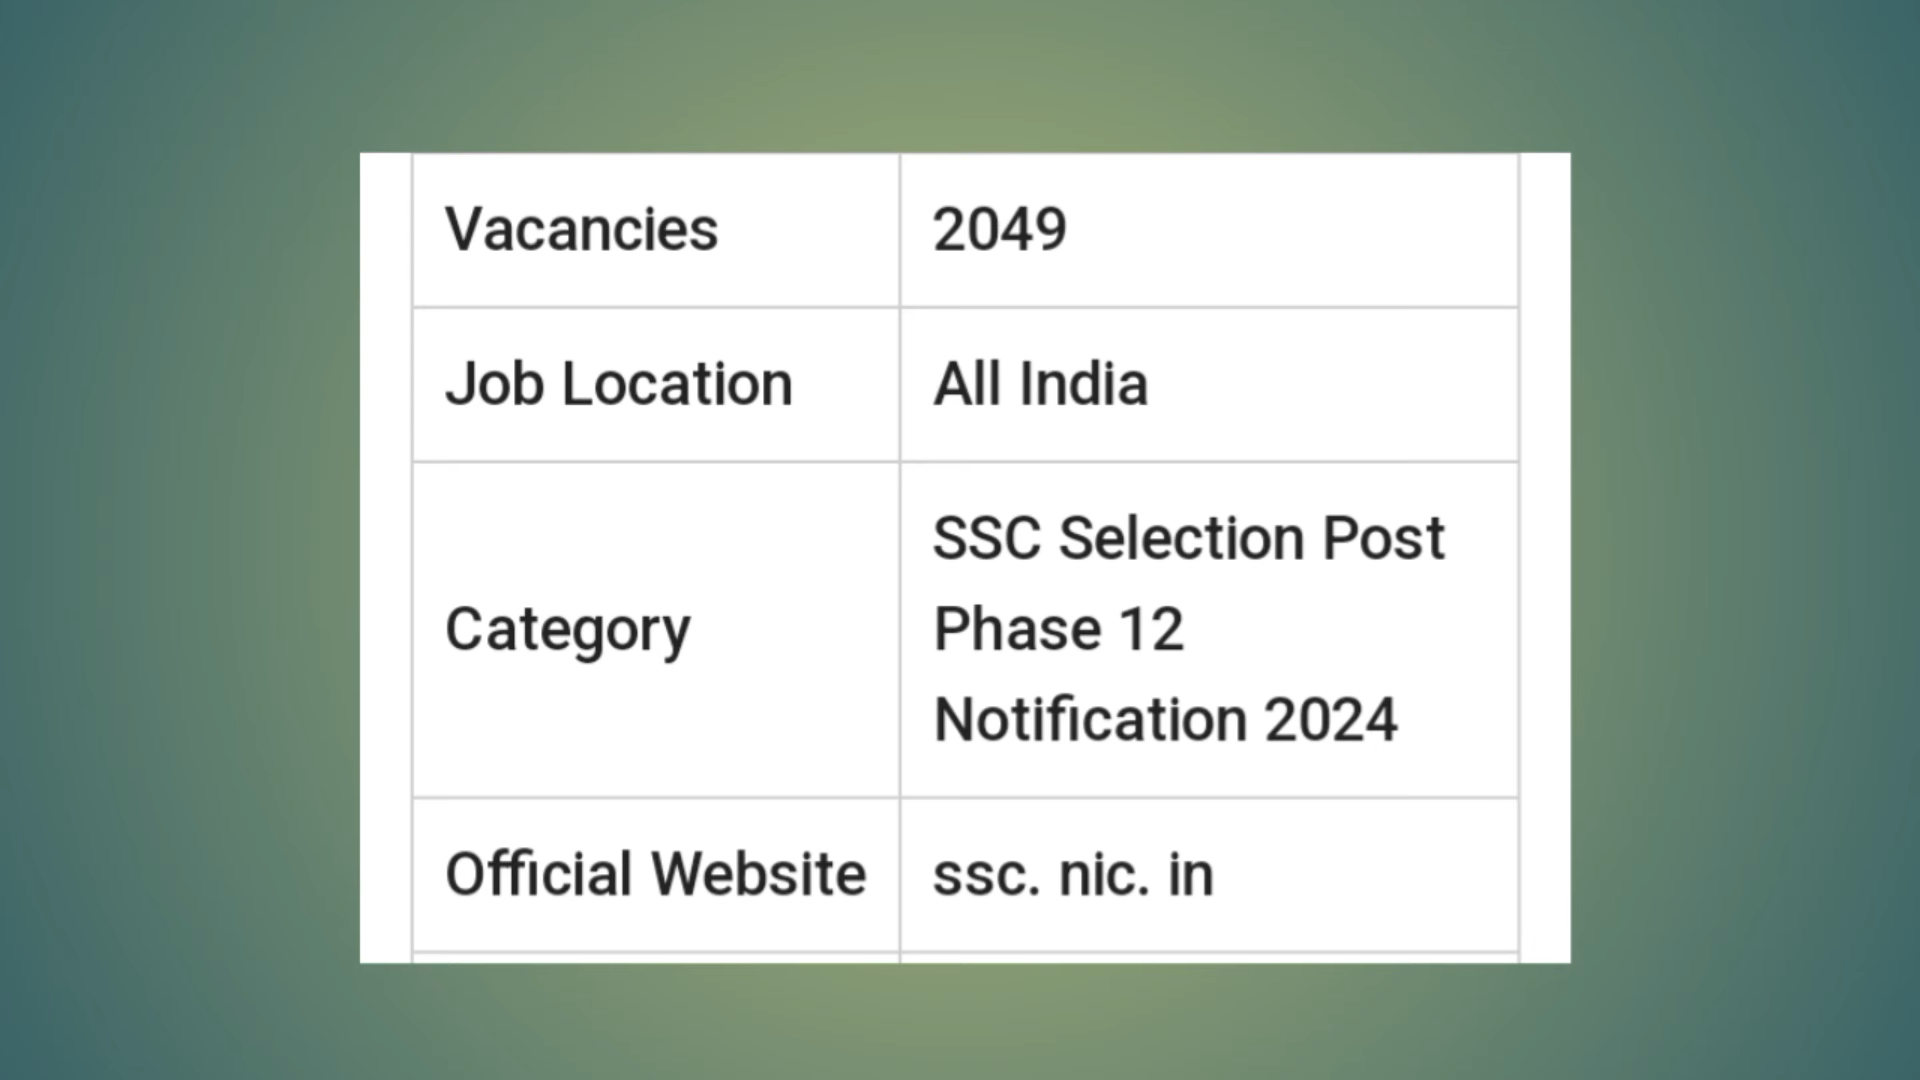 Vacancies 2049
Job Location All India
SSC Selection Post
Category Phase 12
Notification 2024
Official Website ssc. nic. in